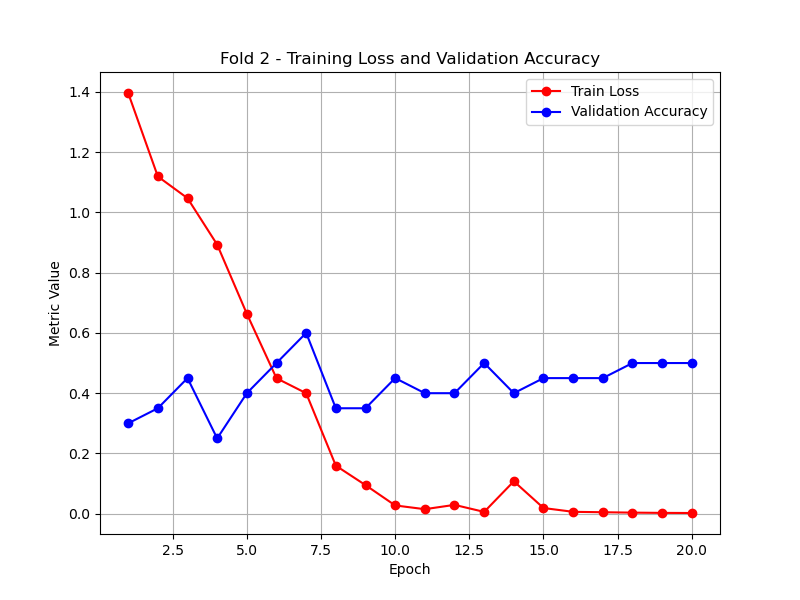 Fold 2 - Training Loss and Validation Accuracy
Train Loss
Validation Accuracy
Metric Value
1.4
1.2
1.0
0.8
0.6
0.4
0.2
0.0
2.5 5.0 7.5 10.0 12.5 15.0 17.5 20.0
Epoch